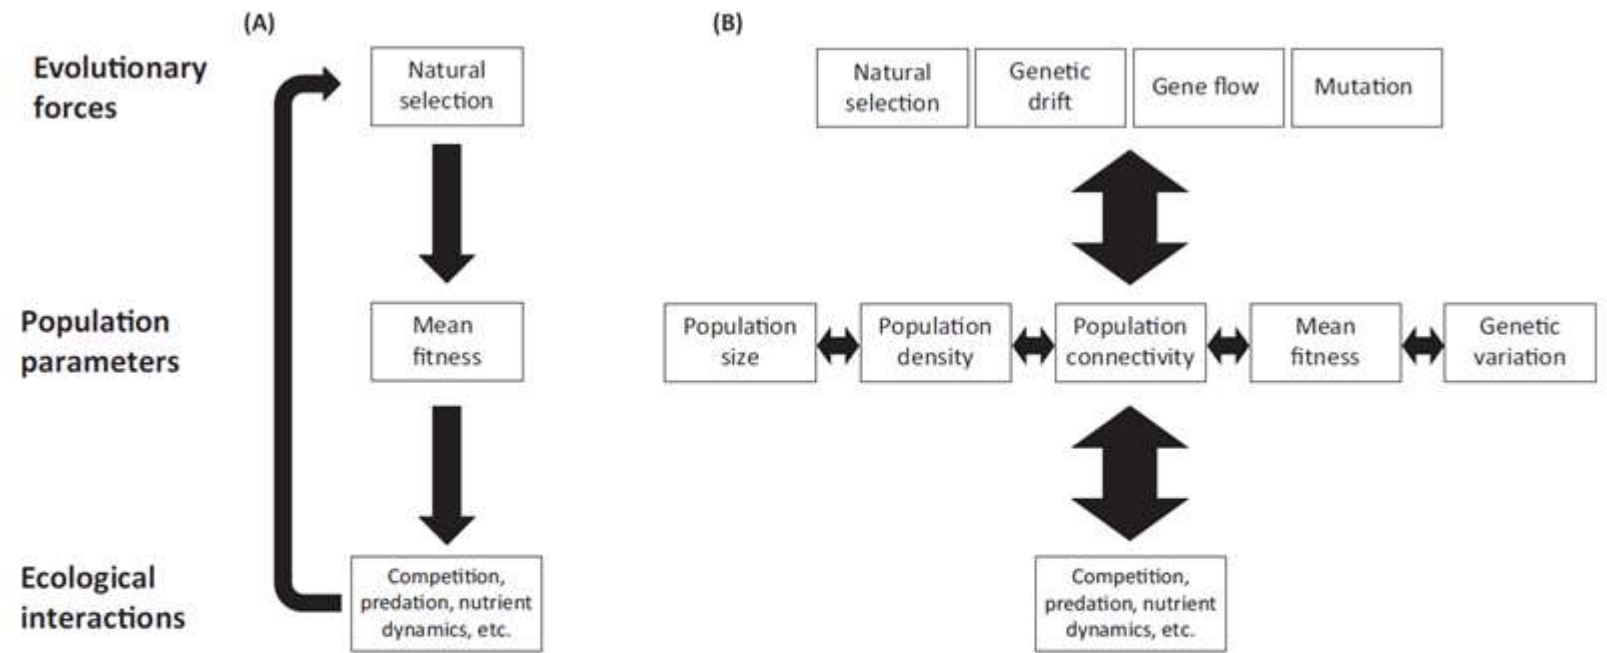 (A)
(B)
Evolutionary
forces
Natural
selection
Natural
selection
Genetic
drift
Gene flow
Mutation
Population
parameters
Mean
fitness
Population
size
Population
density
Population
connectivity
Mean
fitness
Genetic
variation
Ecological
interactions
Competition,
predation, nutrient
dynamics, etc.
Competition,
predation, nutrient
dynamics, etc.